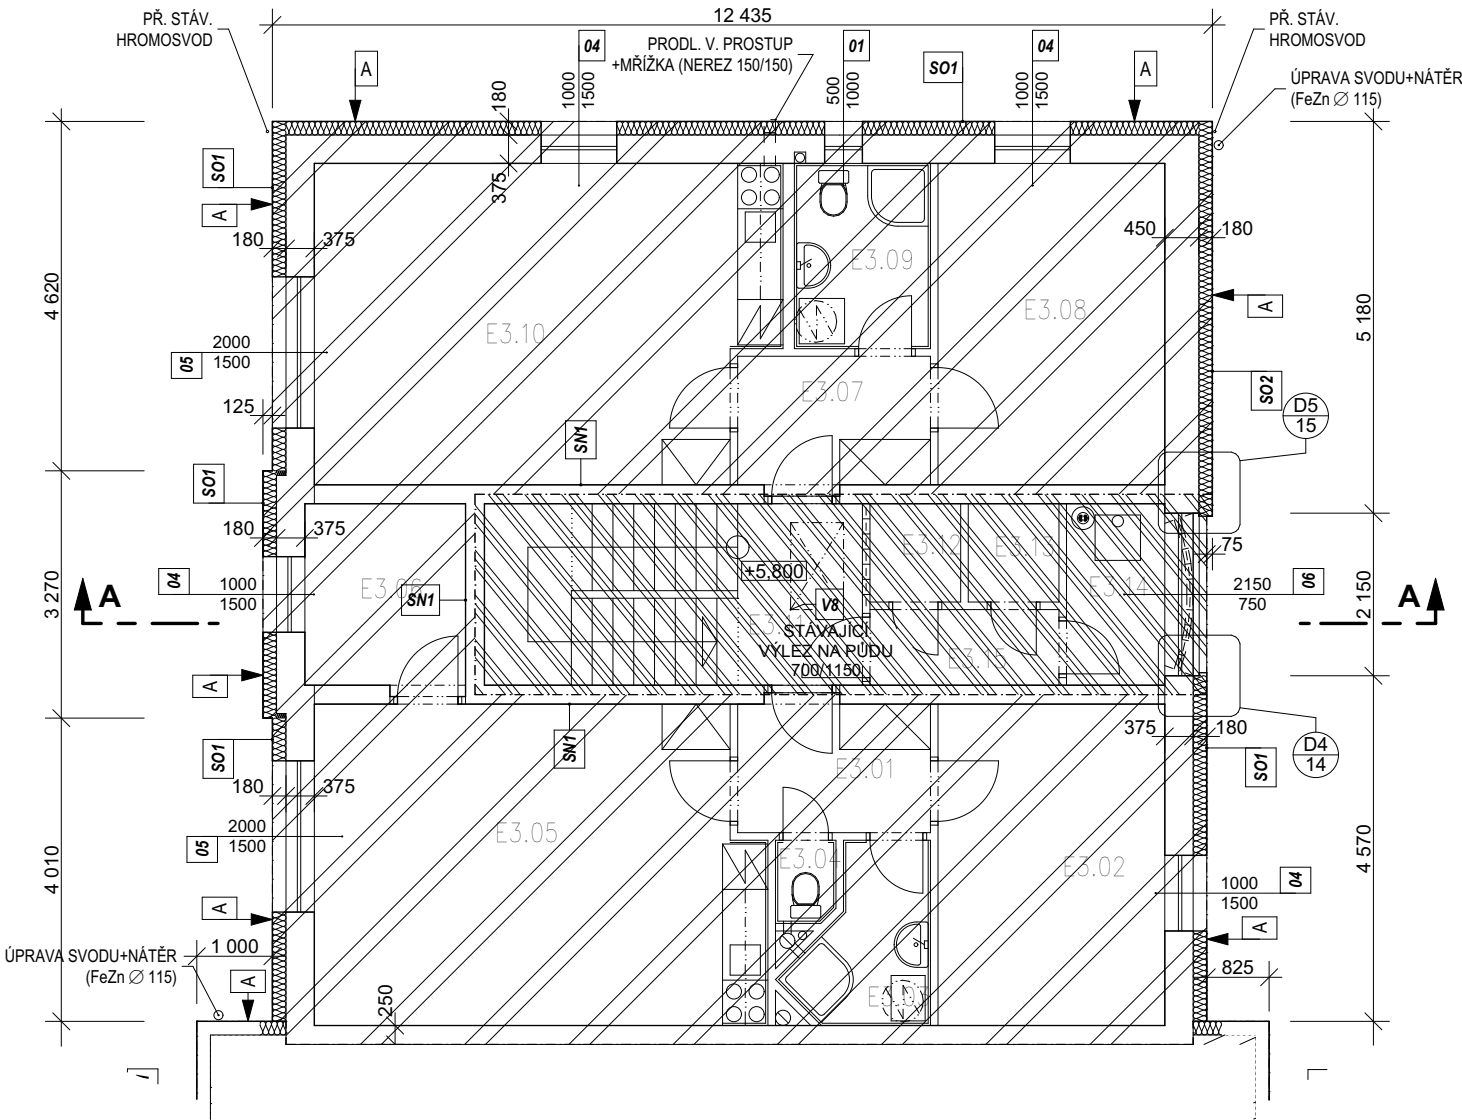 12 435
PŘ. STÁV.
HROMOSVOD
PŘ. STÁV.
HROMOSVOD
04
PRODL. V. PROSTUP
+MŘÍŽKA (NEREZ 150/150)
01
04
SO1
A
A
ÚPRAVA SVODU+NÁTĚR
(FeZn ∅ 115)
1000
1500
500
1000
1000
1500
180
375
SO1
A
180
375
450
180
4 620
5 180
E3.09
E3.08
E3.10
A
05
2000
1500
E3.07
SO2
D5
15
125
SN1
SO1
180
375
E3.12
E3.13
75
04
1000
1500
E3.06
SN1
+5.800
E3.14
2150
750
06
3 270
2 150
A
A
V8
STÁVAJÍCÍ
VÝLEZ NA PŮDU
700/1150
E3.15
A
SO1
SN1
375
180
SO1
D4
14
180
375
E3.01
05
2000
1500
E3.05
E3.04
E3.02
1000
1500
04
4 010
4 570
A
A
ÚPRAVA SVODU+NÁTĚR
(FeZn ∅ 115)
1 000
A
825
250